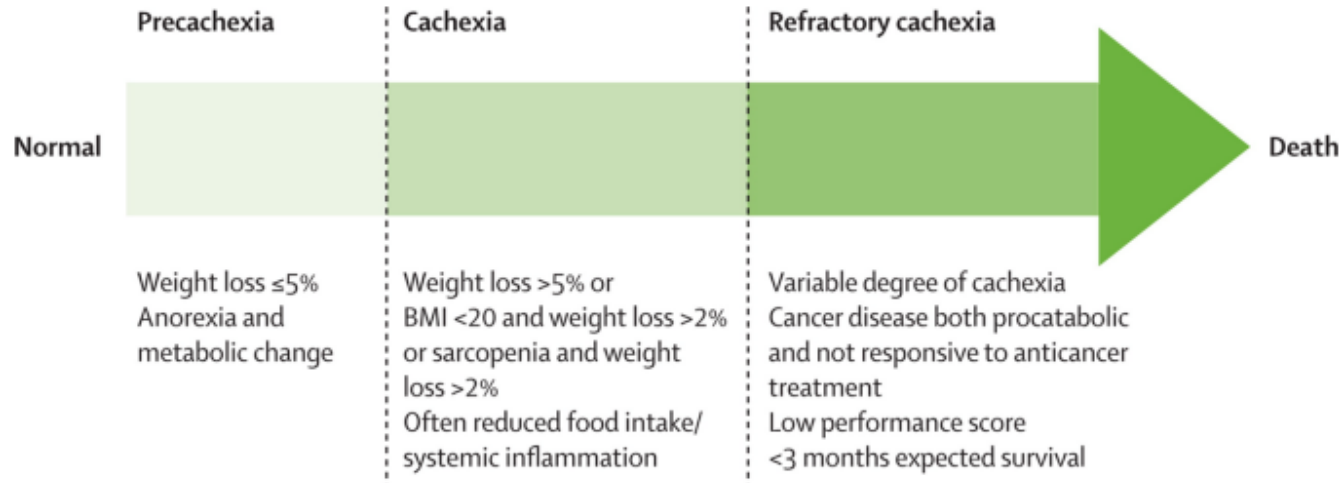 Precachexia
Cachexia
Refractory cachexia
Normal
Death
Weight loss ≤5%
Anorexia and
metabolic change
Weight loss >5% or
BMI <20 and weight loss >2%
or sarcopenia and weight
loss >2%
Often reduced food intake/
systemic inflammation
Variable degree of cachexia
Cancer disease both procatabolic
and not responsive to anticancer
treatment
Low performance score
<3 months expected survival